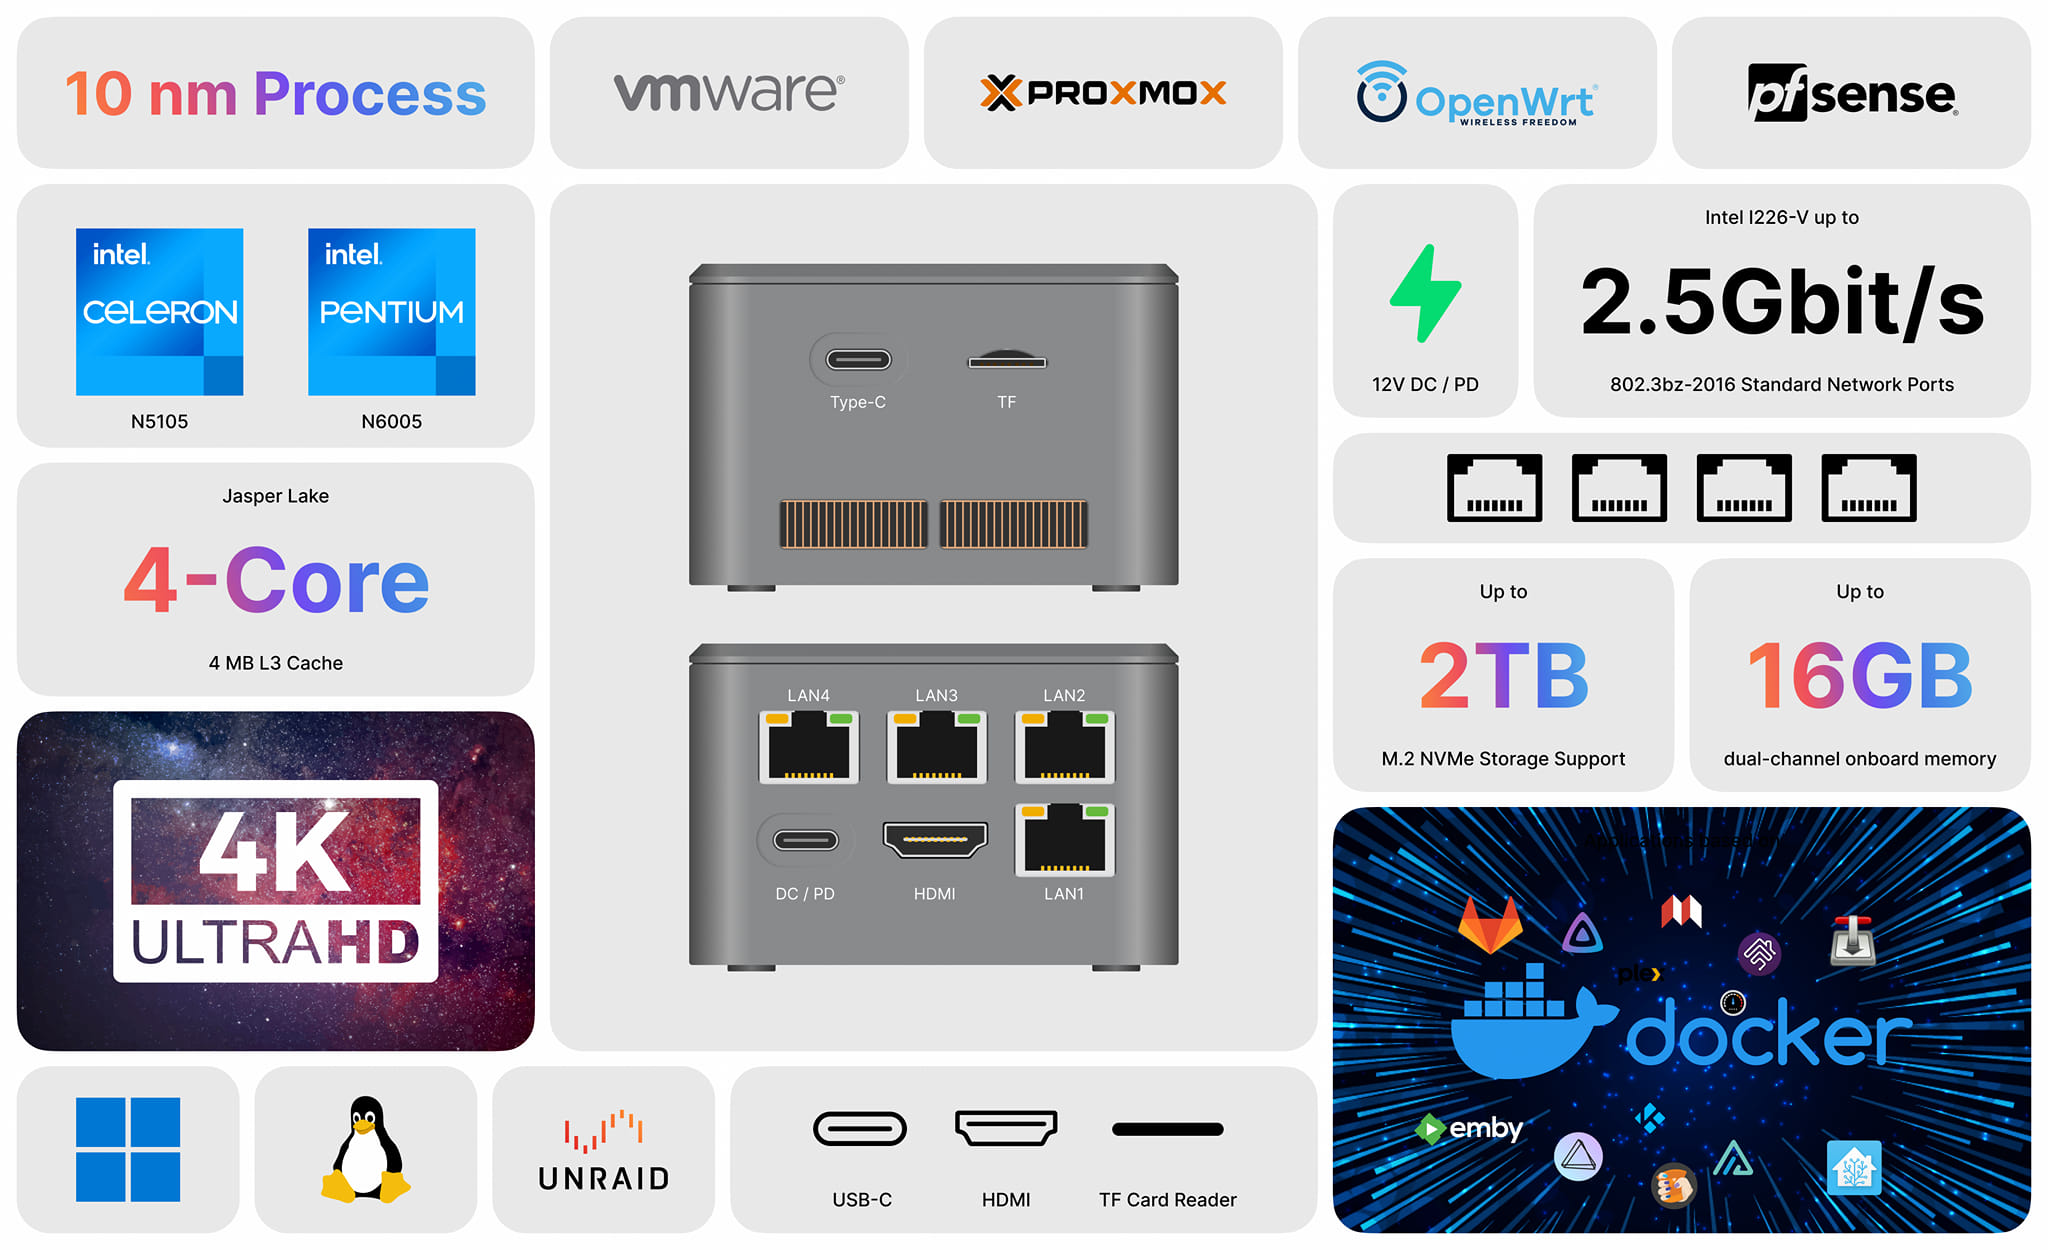 10 nm Process
vmware®
PROXMOX
OpenWrt®
WIRELESS FREEDOM
pfsense®
intel.
CELERON
N5105
intel.
PENTIUM
N6005
Jasper Lake
4-Core
4 MB L3 Cache
4K
ULTRAHD
Type-C
TF
LAN4
LAN3
LAN2
DC / PD
HDMI
LAN1
12V DC / PD
Intel I226-V up to
2.5Gbit/s
802.3bz-2016 Standard Network Ports
Up to
2TB
M.2 NVMe Storage Support
Up to
16GB
dual-channel onboard memory
Applications based
plex
docker
emby
UNRAID
USB-C
HDMI
TF Card Reader